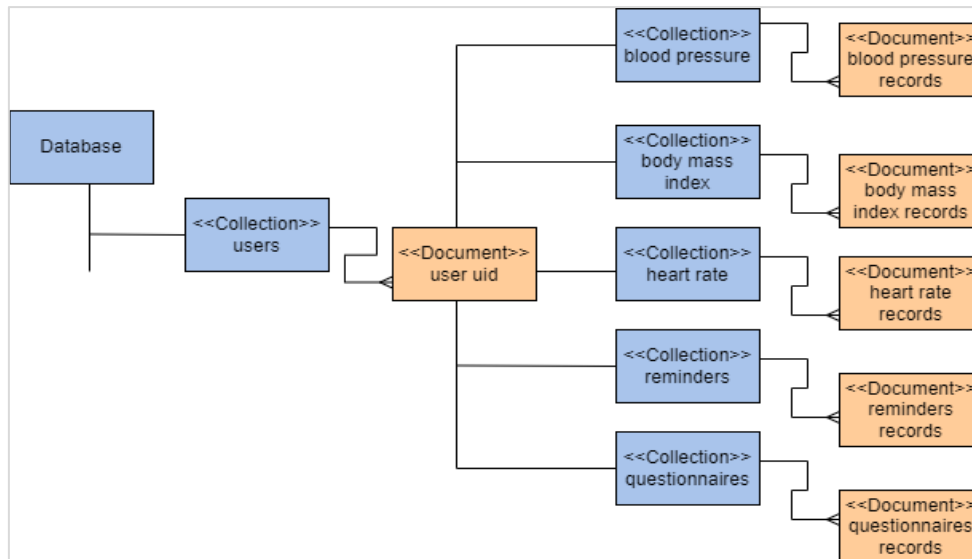 Database
<<Collection>>
users
<<Document>>
user uid
<<Collection>>
blood pressure
<<Document>>
blood pressure
records
<<Collection>>
body mass
index
<<Document>>
body mass
index records
<<Collection>>
heart rate
<<Document>>
heart rate
records
<<Collection>>
reminders
<<Document>>
reminders
records
<<Collection>>
questionnaires
<<Document>>
questionnaires
records